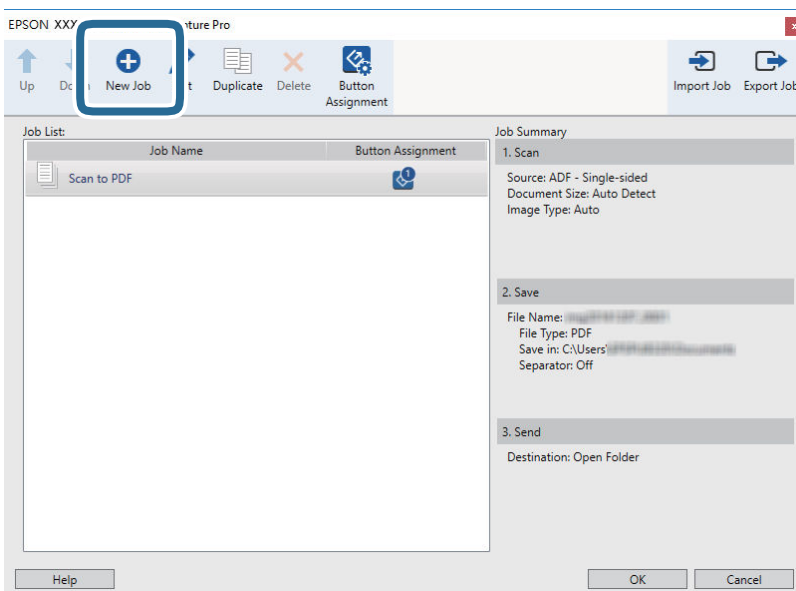 EPSON XXX ture Pro
Up
New Job
Duplicate
Delete
Button
Assignment
Import Job
Export Job
Job List:
Job Name
Button Assignment
Scan to PDF
1
Job Summary
1. Scan
Source: ADF - Single-sided
Document Size: Auto Detect
Image Type: Auto
2. Save
File Name:
File Type: PDF
Save in: C:\Users\
Separator: Off
3. Send
Destination: Open Folder
Help
OK
Cancel